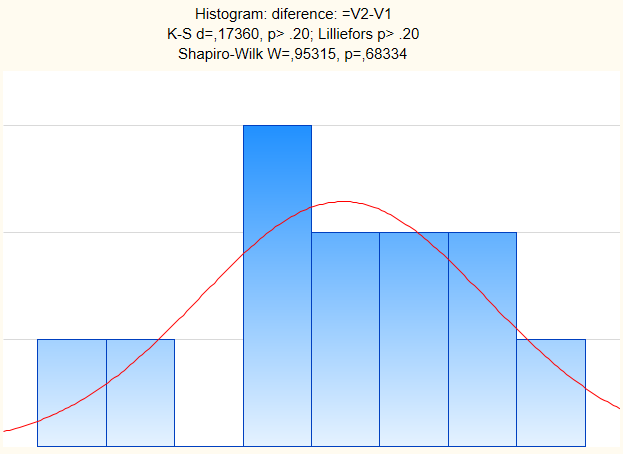 Histogram: diference: =V2-V1
K-S d=,17360, p> .20; Lilliefors p> .20
Shapiro-Wilk W=,95315, p=,68334